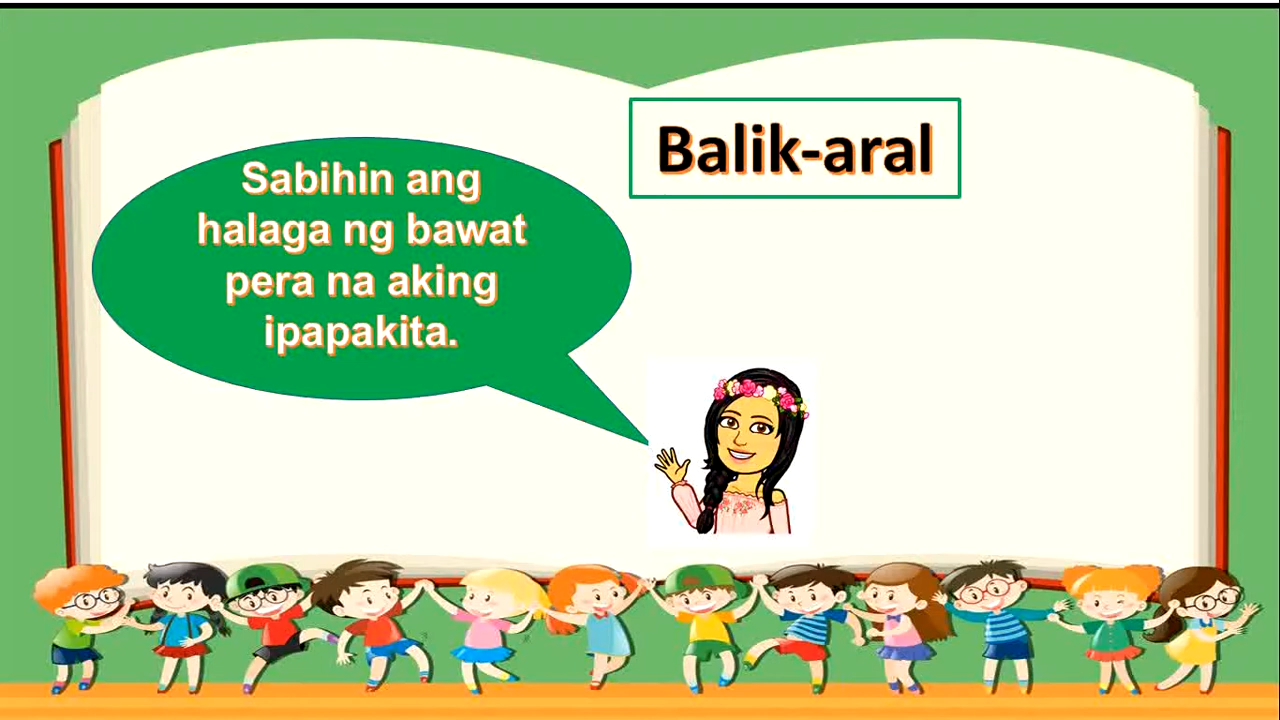 Balik-aral
Sabihin ang
halaga ng bawat
pera na aking
ipapakita.